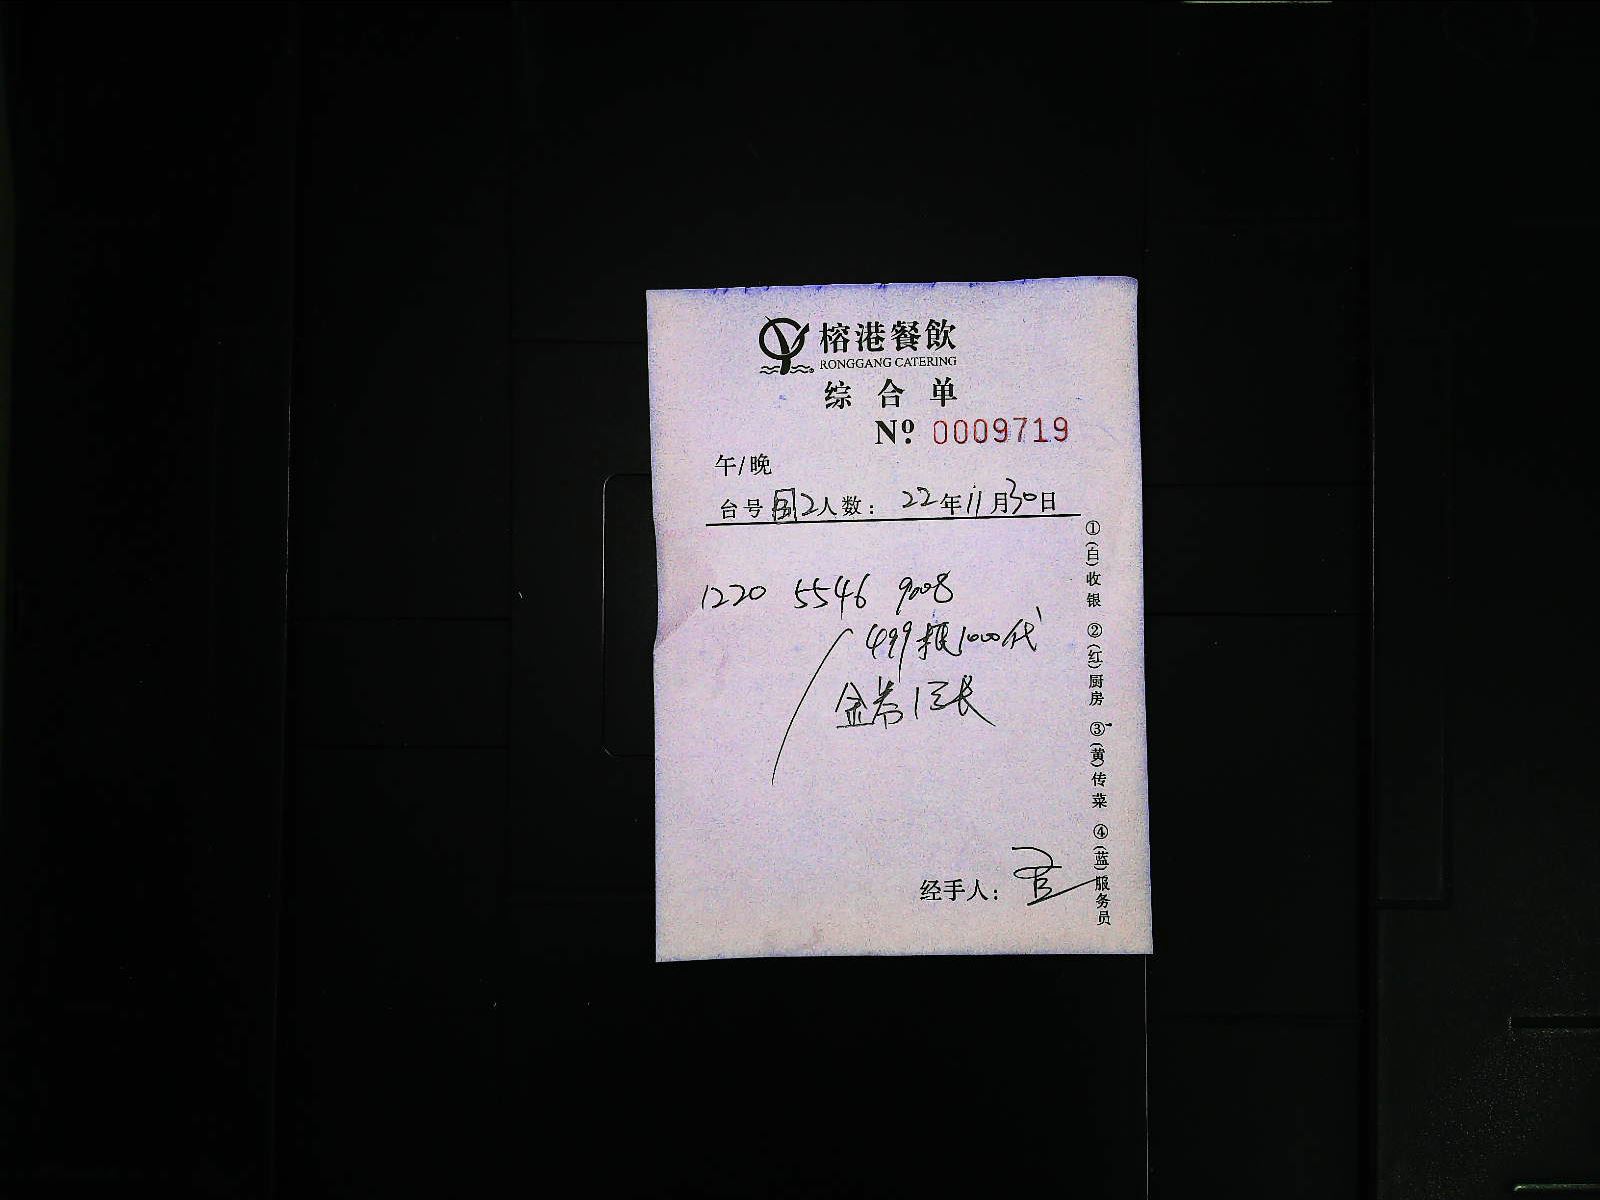 榕港餐飲
RONGGANG CATERING
综合单
Nº 0009719
午/晚
台号 2人数: 22年11月30日
1220 5546 9008
499抵1000代
金券1张
经手人:
①(白)收银 ②(红)厨房 ③(黄)传菜 ④(蓝)服务员